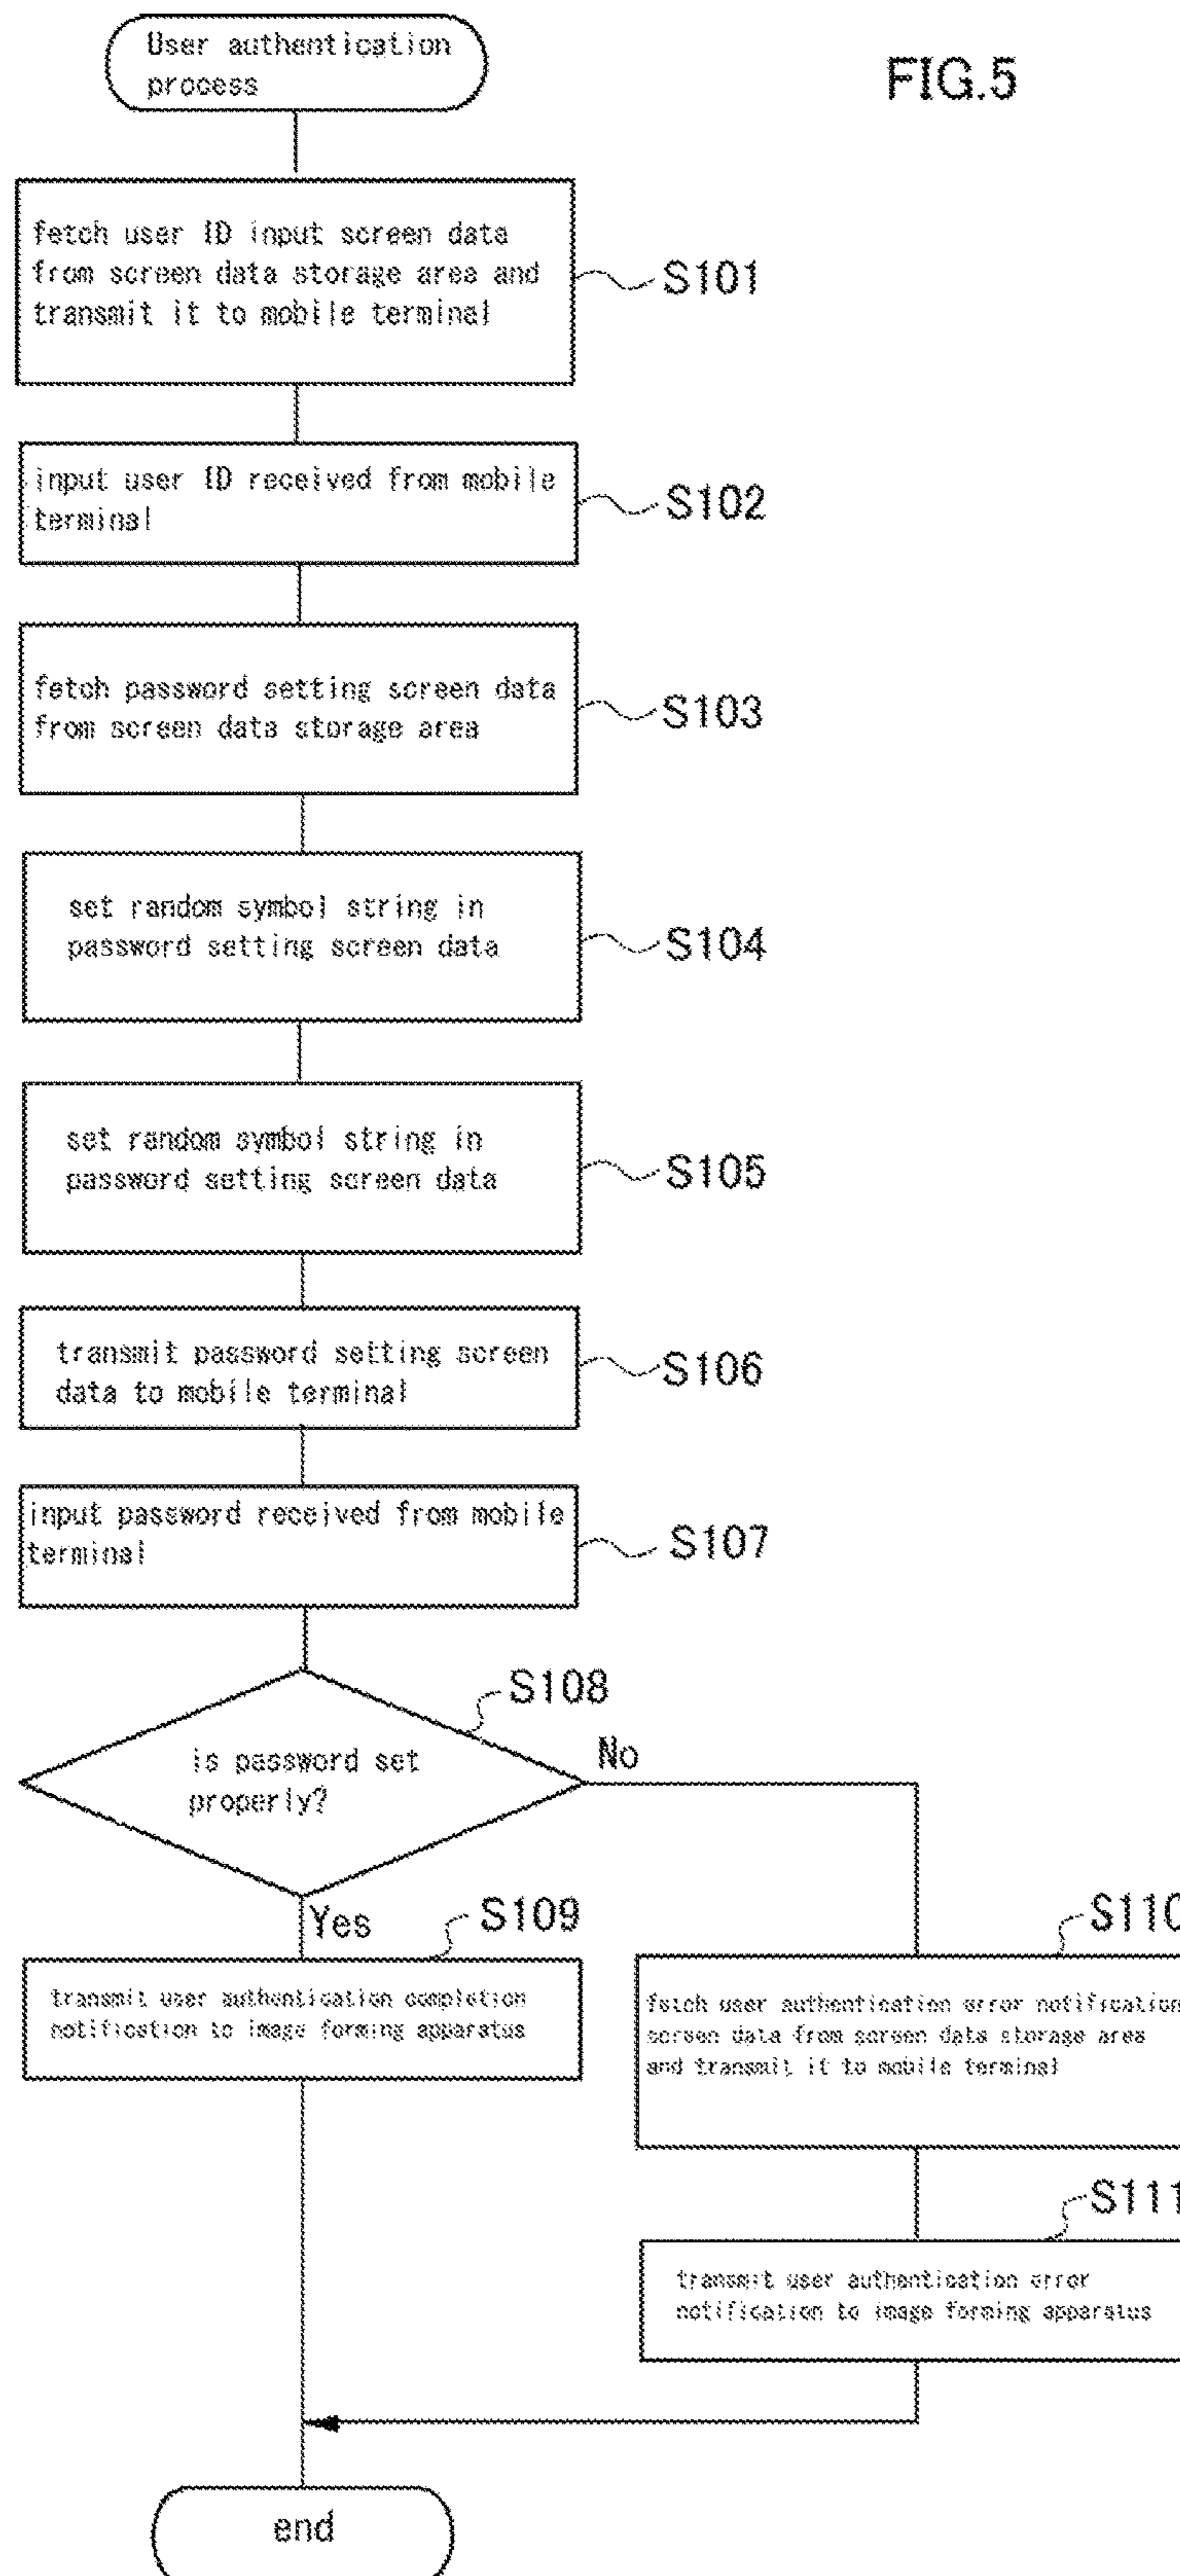 User authentication
process
FIG.5
fetch user ID input screen data
from screen data storage area and
transmit it to mobile terminal
S101
input user ID received from mobile
terminal
S102
fetch password setting screen data
from screen data storage area
S103
set random symbol string in
password setting screen data
S104
set random symbol string in
password setting screen data
S105
transmit password setting screen
data to mobile terminal
S106
input password received from mobile
terminal
S107
S108
is password set
properly?
No
Yes
S109
transmit user authentication completion
notification to image forming apparatus
S110
fetch user authentication error notification
screen data from screen data storage area
and transmit it to mobile terminal
S111
transmit user authentication error
notification to image forming apparatus
end